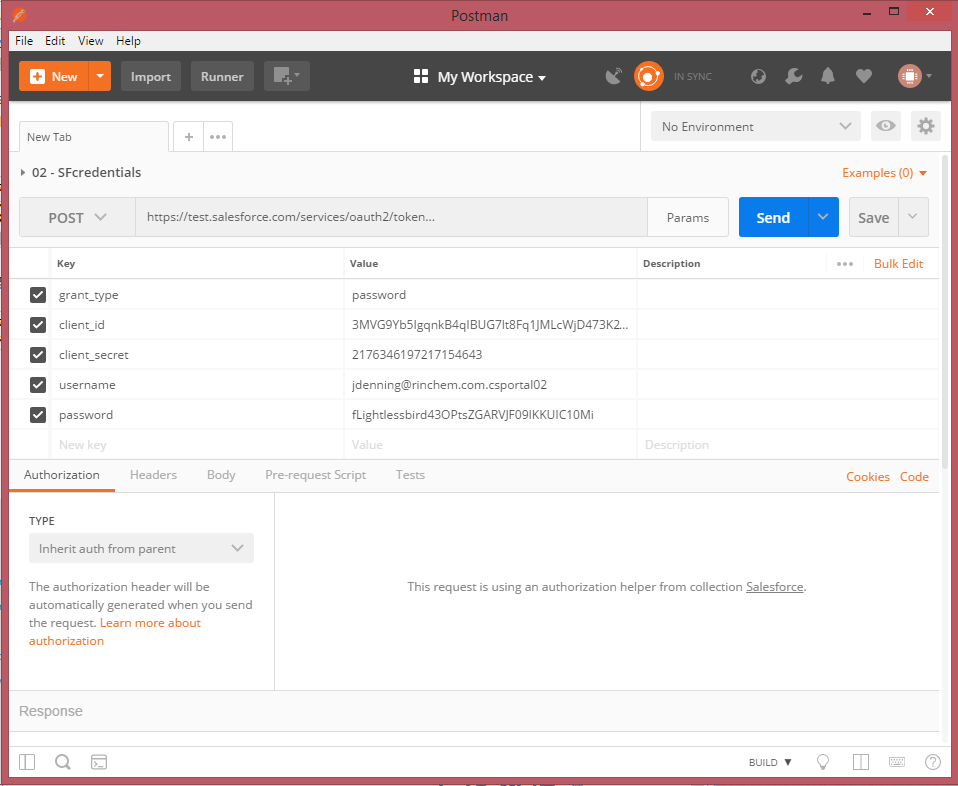 Postman
File Edit View Help
New Import Runner My Workspace IN SYNC
New Tab + ••• No Environment
02 - SFcredentials Examples (0)
POST https://test.salesforce.com/services/oauth2/token... Params Send Save
Key Value Description ••• Bulk Edit
grant_type password
client_id 3MVG9Yb5IgqnkB4qIBUG7lt8Fq1JMLcWjD473K2...
client_secret 2176346197217154643
username jdenning@rinchem.com.csportal02
password fLightlessbird43OPtsZGARVJF09IKKUIC10Mi
New key Value Description
Authorization Headers Body Pre-request Script Tests Cookies Code
TYPE
Inherit auth from parent
The authorization header will be
automatically generated when you send
the request. Learn more about
authorization
This request is using an authorization helper from collection Salesforce.
Response
BUILD